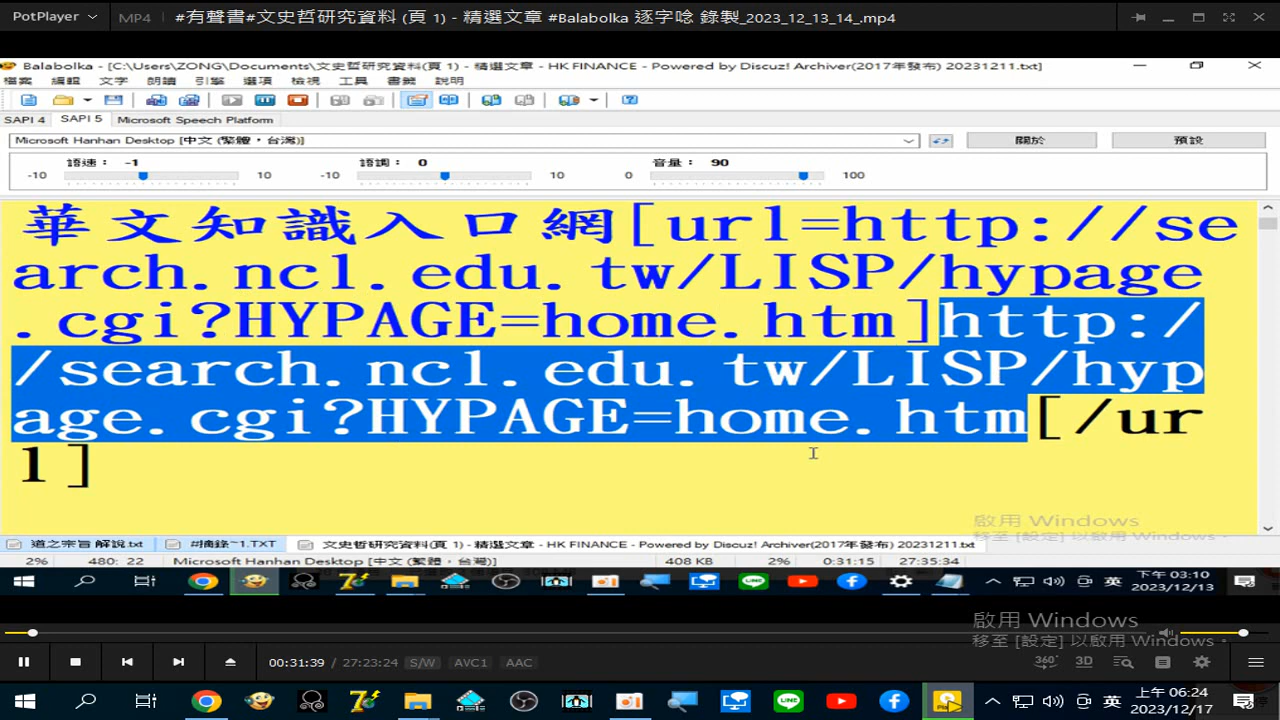 PotPlayer MP4 #有聲書#文史哲研究資料 (頁 1) - 精選文章 #Balabolka 逐字唸 錄製_2023_12_13_14_.mp4
Balabolka - [C:\Users\ZONG\Documents\文史哲研究資料(頁 1) - 精選文章 - HK FINANCE - Powered by Discuz! Archiver(2017年發布) 20231211.txt]
檔案 編輯 文字 朗讀 引擎 選項 檢視 工具 書籤 說明
SAPI 4 SAPI 5 Microsoft Speech Platform
Microsoft Hanhan Desktop [中文 (繁體，台灣)] 關於 預設
語速： -1 語調： 0 音量： 90
-10 10 -10 10 0 100
華文知識入口網[url=http://se
arch.ncl.edu.tw/LISP/hypage
.cgi?HYPAGE=home.htm]http:/
/search.ncl.edu.tw/LISP/hyp
age.cgi?HYPAGE=home.htm[/ur
l]
啟用 Windows
移至 [設定] 以啟用 Windows。
道之宗旨 解說.txt #摘錄~1.TXT 文史哲研究資料(頁 1) - 精選文章 - HK FINANCE - Powered by Discuz! Archiver(2017年發布) 20231211.txt
2% 480: 22 Microsoft Hanhan Desktop [中文 (繁體，台灣)] 408 KB 2% 0:31:15 27:35:34
英 下午 03:10
2023/12/13
啟用 Windows
移至 [設定] 以啟用 Windows。
00:31:39 / 27:23:24 S/W AVC1 AAC 360° 3D
英 上午 06:24
2023/12/17